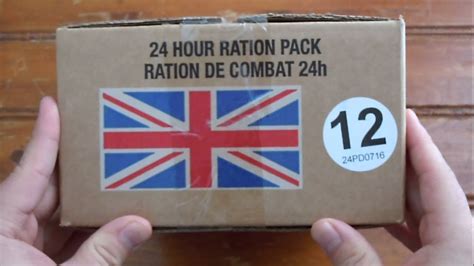 24 HOUR RATION PACK
RATION DE COMBAT 24h
12
24PD0716